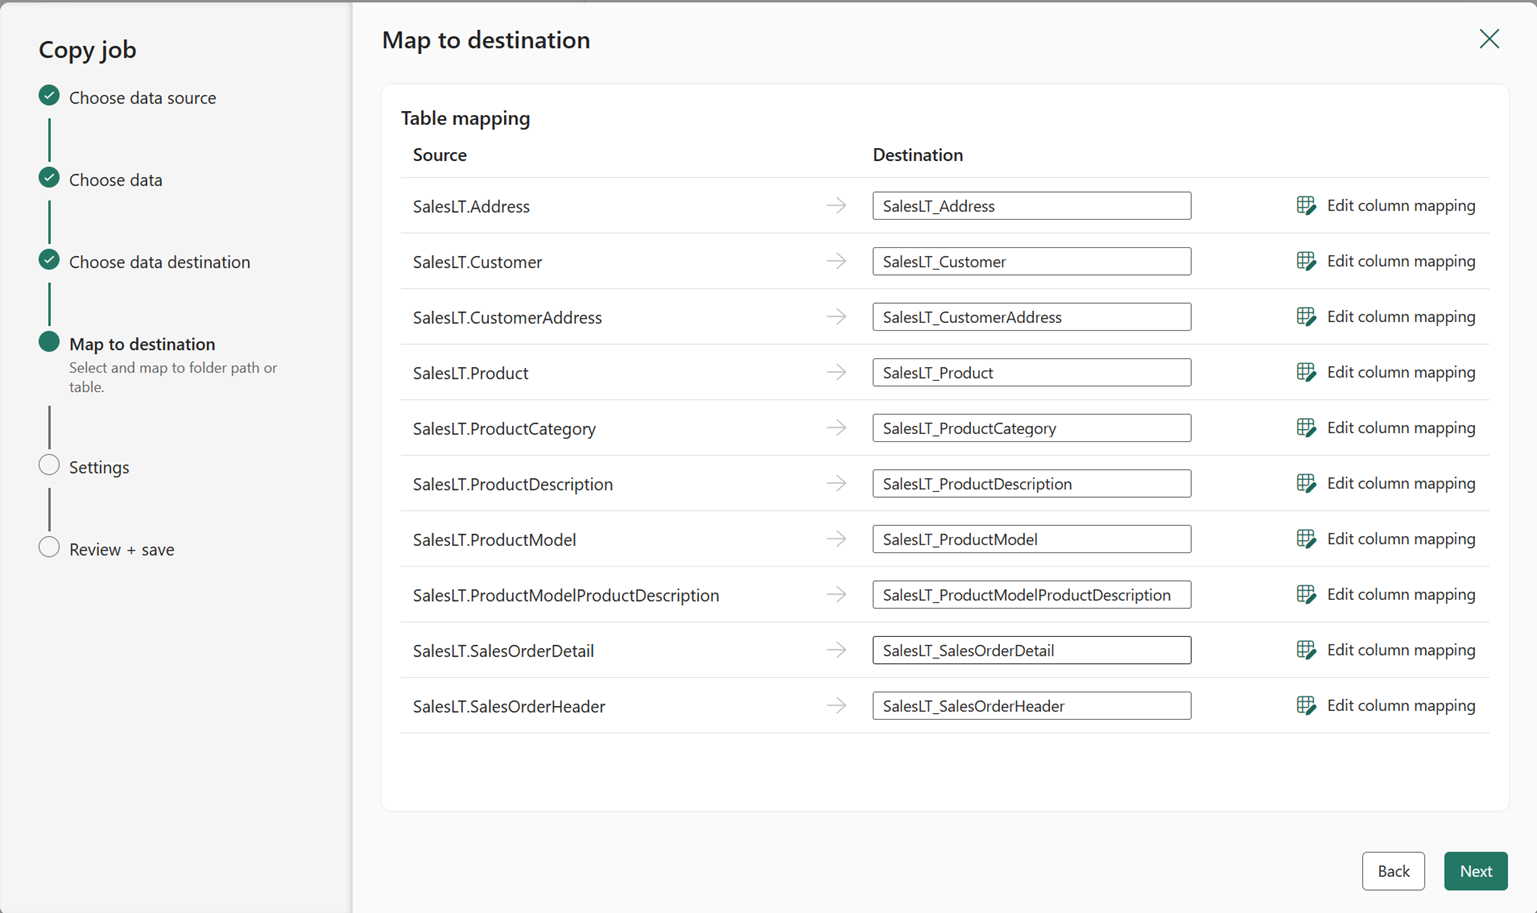 Copy job
Choose data source
Choose data
Choose data destination
Map to destination
Select and map to folder path or
table.
Settings
Review + save
Map to destination
Table mapping
Source Destination
SalesLT.Address SalesLT_Address Edit column mapping
SalesLT.Customer SalesLT_Customer Edit column mapping
SalesLT.CustomerAddress SalesLT_CustomerAddress Edit column mapping
SalesLT.Product SalesLT_Product Edit column mapping
SalesLT.ProductCategory SalesLT_ProductCategory Edit column mapping
SalesLT.ProductDescription SalesLT_ProductDescription Edit column mapping
SalesLT.ProductModel SalesLT_ProductModel Edit column mapping
SalesLT.ProductModelProductDescription SalesLT_ProductModelProductDescription Edit column mapping
SalesLT.SalesOrderDetail SalesLT_SalesOrderDetail Edit column mapping
SalesLT.SalesOrderHeader SalesLT_SalesOrderHeader Edit column mapping
Back Next